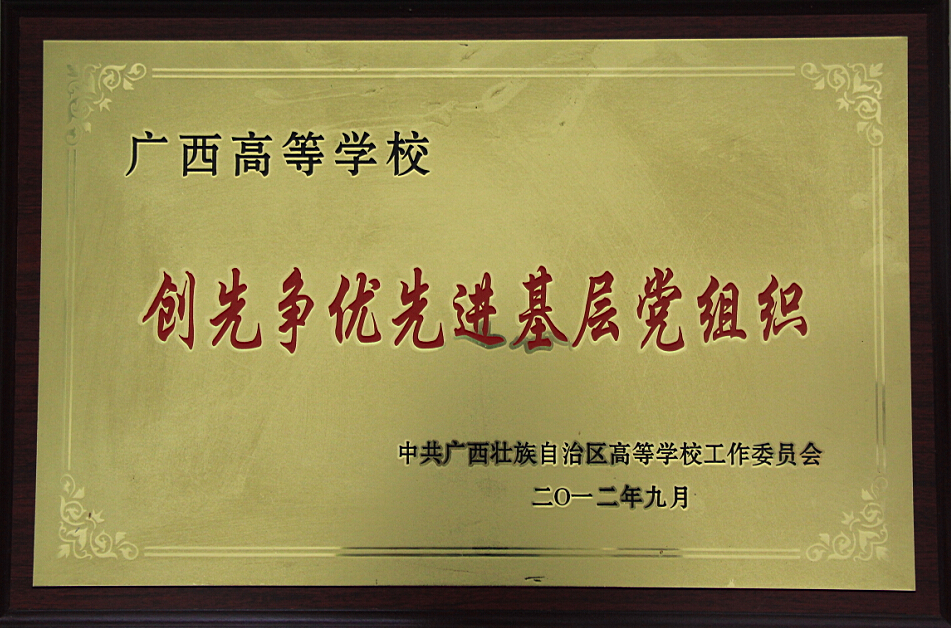 广西高等学校
创先争优先进基层党组织
中共广西壮族自治区高等学校工作委员会
二〇一二年九月